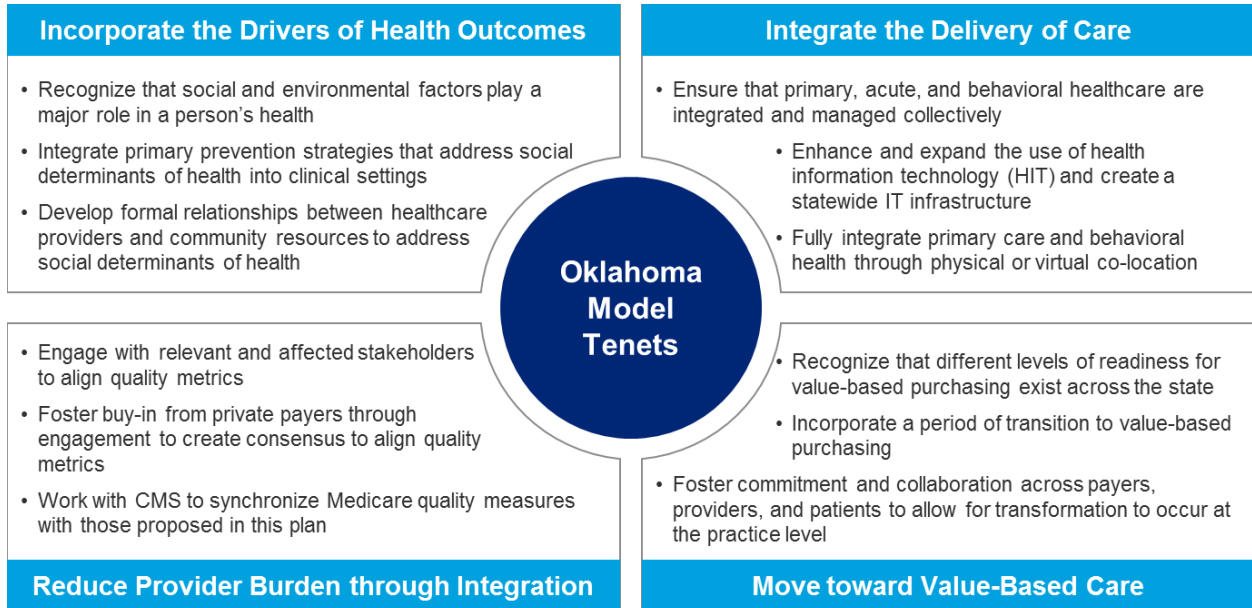 Incorporate the Drivers of Health Outcomes
• Recognize that social and environmental factors play a
major role in a person's health
• Integrate primary prevention strategies that address social
determinants of health into clinical settings
• Develop formal relationships between healthcare
providers and community resources to address
social determinants of health
Integrate the Delivery of Care
• Ensure that primary, acute, and behavioral healthcare are
integrated and managed collectively
• Enhance and expand the use of health
information technology (HIT) and create a
statewide IT infrastructure
• Fully integrate primary care and behavioral
health through physical or virtual co-location
Oklahoma
Model
Tenets
• Engage with relevant and affected stakeholders
to align quality metrics
• Foster buy-in from private payers through
engagement to create consensus to align quality
metrics
• Work with CMS to synchronize Medicare quality measures
with those proposed in this plan
Reduce Provider Burden through Integration
• Recognize that different levels of readiness for
value-based purchasing exist across the state
• Incorporate a period of transition to value-based
purchasing
• Foster commitment and collaboration across payers,
providers, and patients to allow for transformation to occur at
the practice level
Move toward Value-Based Care